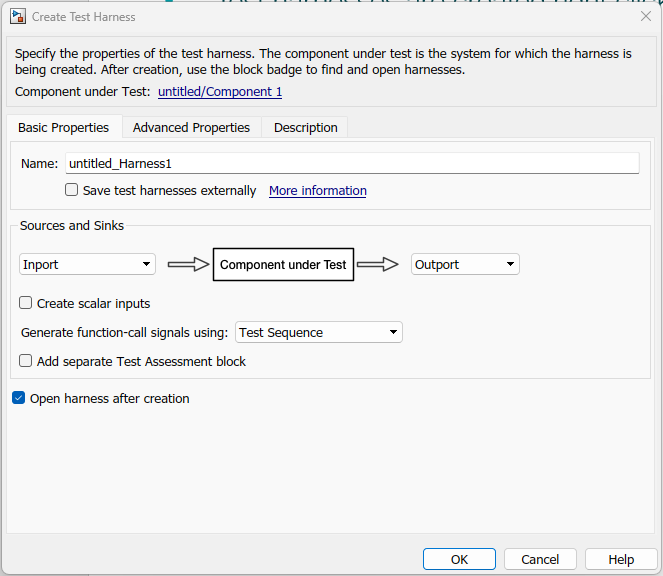 Create Test Harness
Specify the properties of the test harness. The component under test is the system for which the harness is
being created. After creation, use the block badge to find and open harnesses.
Component under Test: untitled/Component 1
Basic Properties Advanced Properties Description
Name: untitled_Harness1
Save test harnesses externally More information
Sources and Sinks
Inport Component under Test Outport
Create scalar inputs
Generate function-call signals using: Test Sequence
Add separate Test Assessment block
Open harness after creation
OK Cancel Help